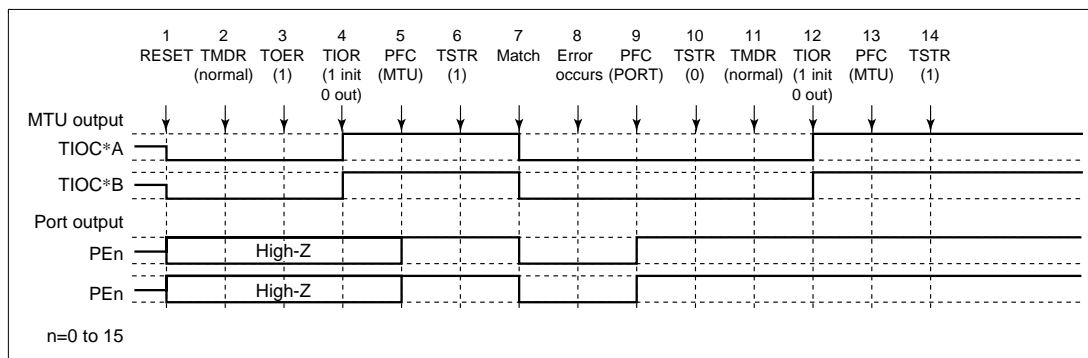 1 2 3 4 5 6 7 8 9 10 11 12 13 14
RESET TMDR TOER TIOR PFC TSTR Match Error PFC TSTR TMDR TIOR PFC TSTR
(normal) (1) (1 init (MTU) (1) occurs (PORT) (0) (normal) (1 init (MTU) (1)
0 out) 0 out)
MTU output
TIOC*A
TIOC*B
Port output
PEn High-Z
PEn High-Z
n=0 to 15